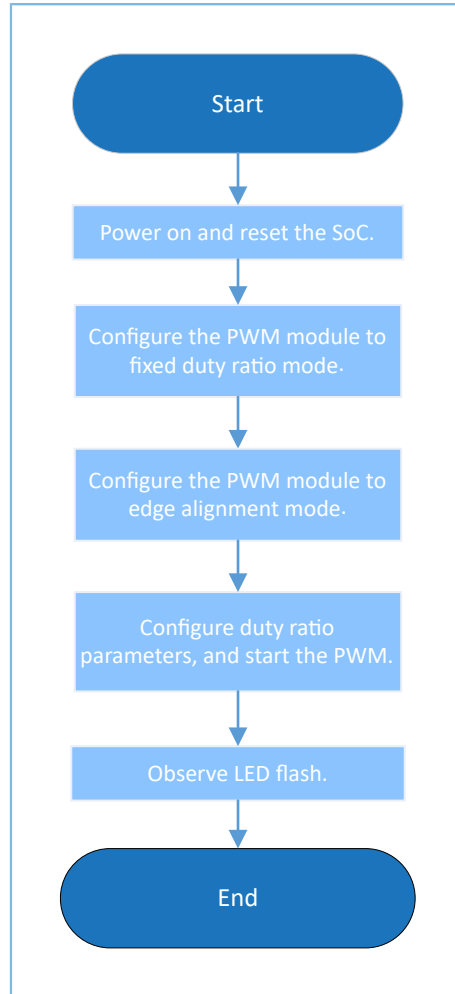 Start
Power on and reset the SoC.
Configure the PWM module to
fixed duty ratio mode.
Configure the PWM module to
edge alignment mode.
Configure duty ratio
parameters, and start the PWM.
Observe LED flash.
End